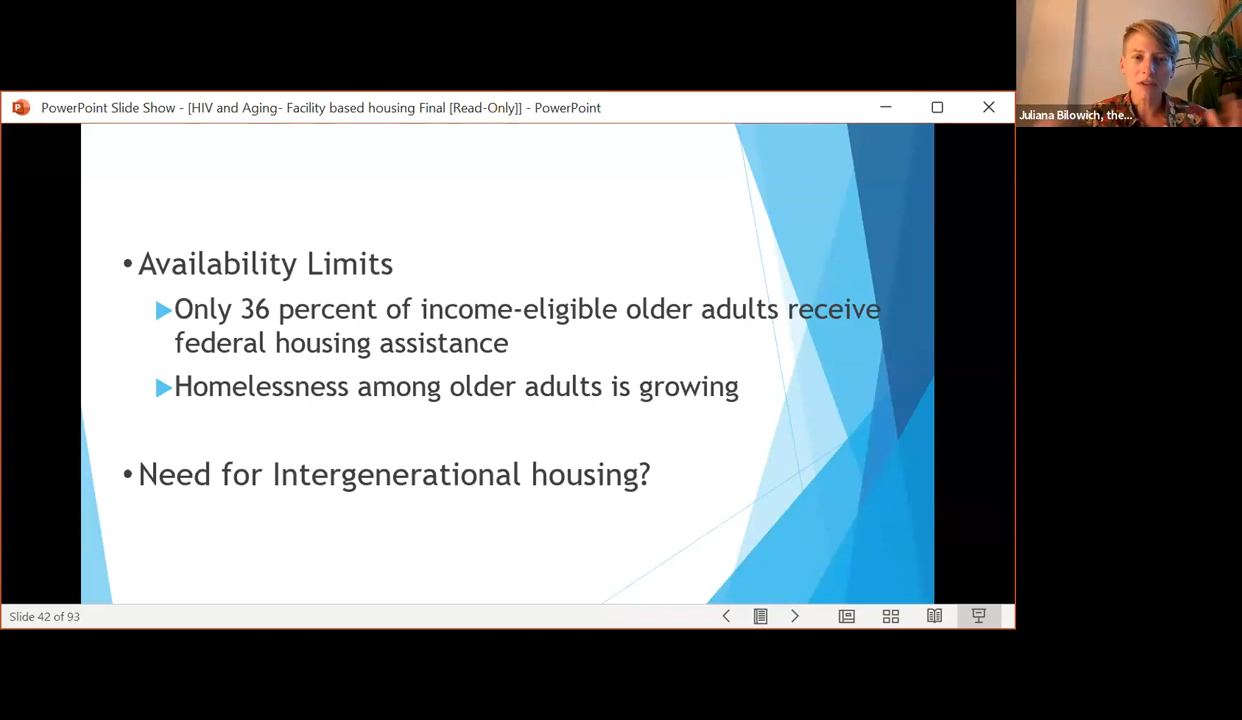 PowerPoint Slide Show - [HIV and Aging- Facility based housing Final [Read-Only]] - PowerPoint
Juliana Bilowich, the...
• Availability Limits
Only 36 percent of income-eligible older adults receive
federal housing assistance
Homelessness among older adults is growing
• Need for Intergenerational housing?
Slide 42 of 93